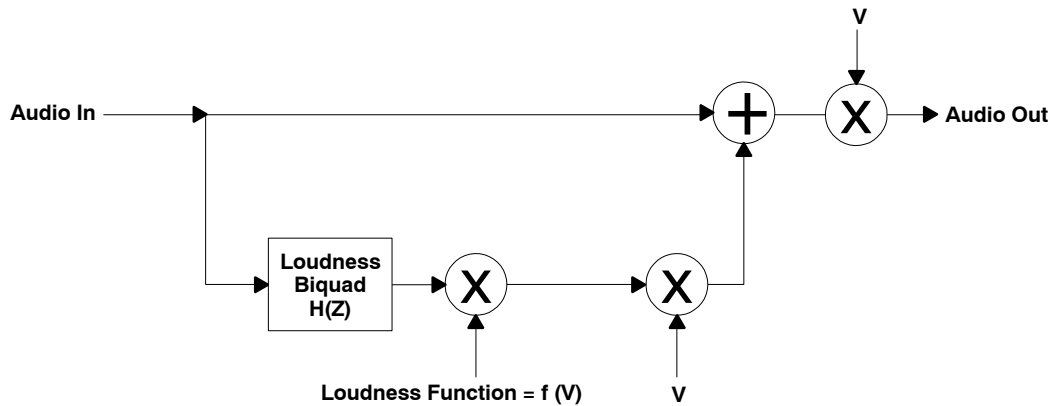 V
Audio In
+
X
Audio Out
Loudness
Biquad
H(Z)
X
X
Loudness Function = f (V)
V